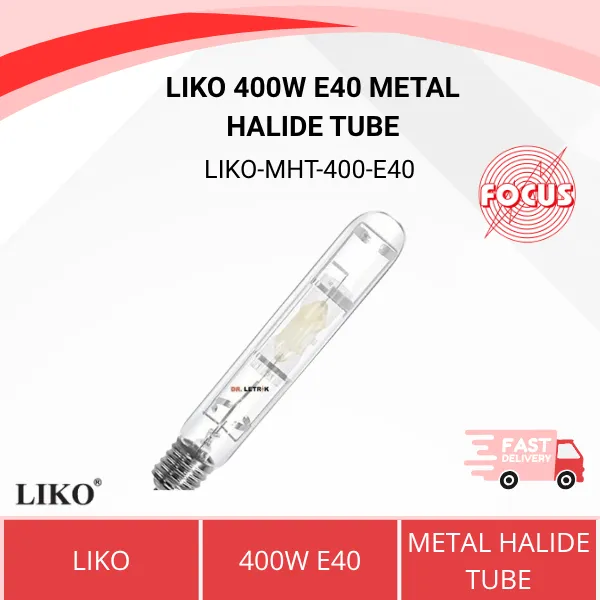 LIKO 400W E40 METAL
HALIDE TUBE
LIKO-MHT-400-E40
FOCUS
DR. LETRIK
FAST
DELIVERY
LIKO®
LIKO
400W E40
METAL HALIDE
TUBE